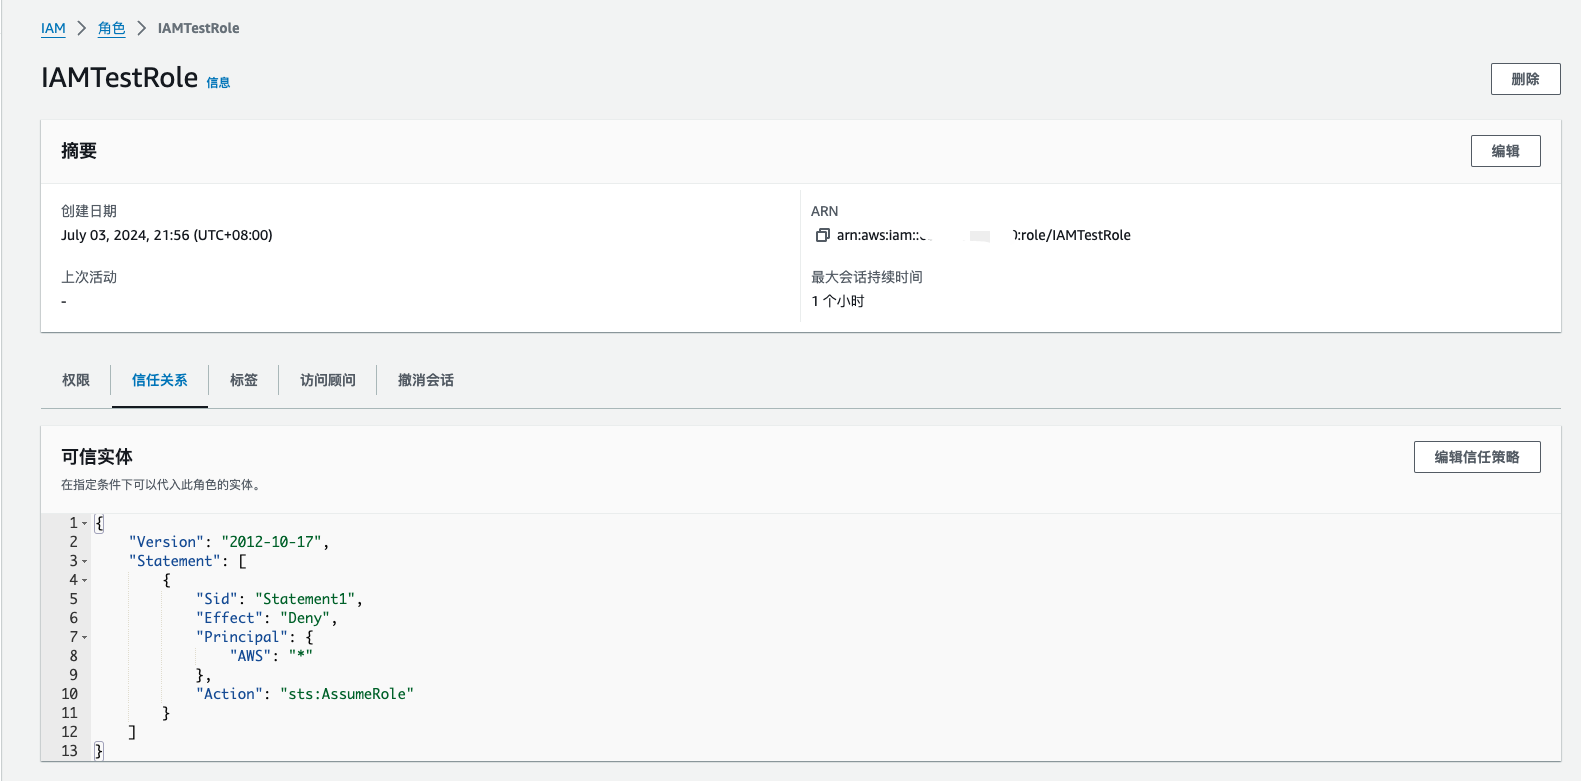 IAM > 角色 > IAMTestRole
IAMTestRole 信息
删除
摘要
编辑
创建日期
July 03, 2024, 21:56 (UTC+08:00)
上次活动
-
ARN
arn:aws:iam:: :role/IAMTestRole
最大会话持续时间
1 个小时
权限 信任关系 标签 访问顾问 撤消会话
可信实体
编辑信任策略
在指定条件下可以代入此角色的实体。
1 {
2 "Version": "2012-10-17",
3 "Statement": [
4 {
5 "Sid": "Statement1",
6 "Effect": "Deny",
7 "Principal": {
8 "AWS": "*"
9 },
10 "Action": "sts:AssumeRole"
11 }
12 ]
13 }